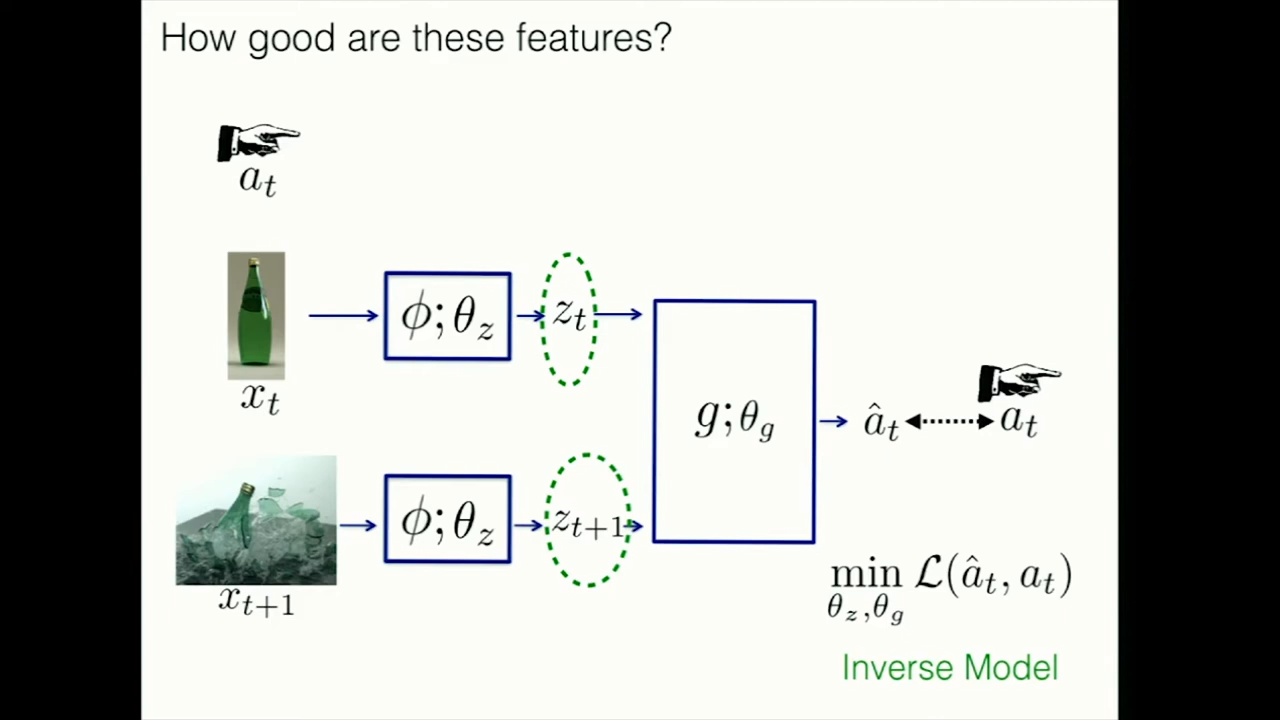 How good are these features?
a_t
x_t
ϕ;θ_z
z_t
x_{t+1}
ϕ;θ_z
z_{t+1}
g;θ_g
â_t
a_t
min_{θ_z,θ_g} ℒ(â_t, a_t)
Inverse Model